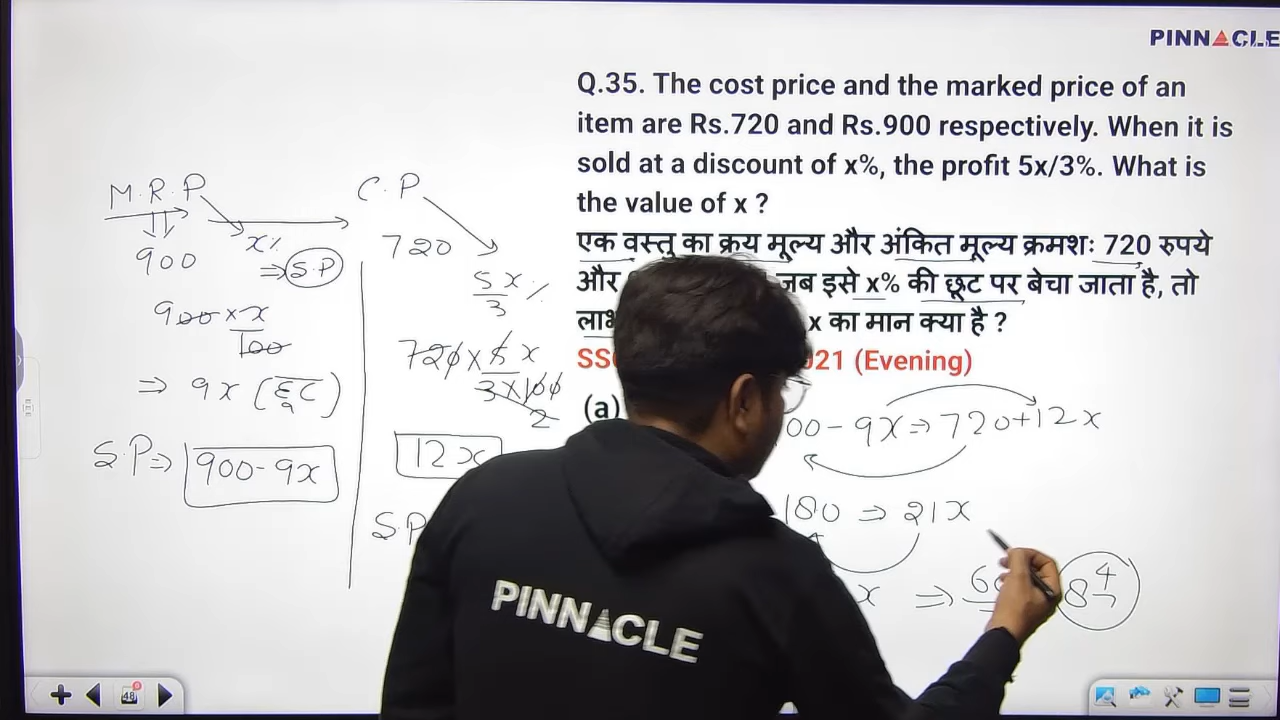 PINNACLE
Q.35. The cost price and the marked price of an
item are Rs.720 and Rs.900 respectively. When it is
sold at a discount of x%, the profit 5x/3%. What is
the value of x ?
एक वस्तु का क्रय मूल्य और अंकित मूल्य क्रमशः 720 रुपये
और जब इसे x% की छूट पर बेचा जाता है, तो
x का मान क्या है ?
021 (Evening)
(a)
M.R.P
900
x%
⇒ S.P
900 × x
100
⇒ 9x (छूट)
S.P ⇒ 900-9x
C.P
720
5x/3 %
720 × 5x
3×100
2
12x
S.P
00 - 9x ⇒ 720+12x
180 ⇒ 21x
x ⇒ 8 4/7
PINNACLE
48